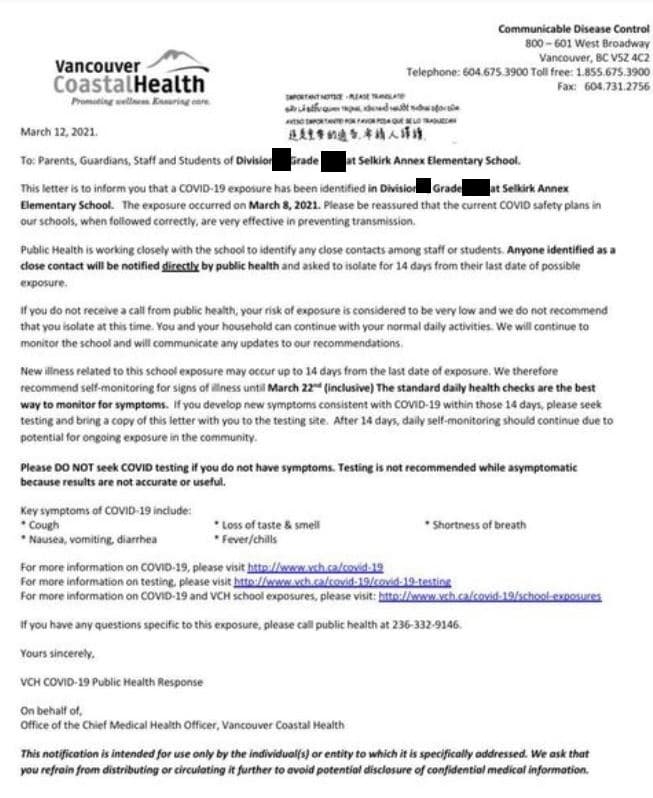 Communicable Disease Control
800 – 601 West Broadway
Vancouver, BC V5Z 4C2
Telephone: 604.675.3900 Toll free: 1.855.675.3900
Fax: 604.731.2756
Vancouver
CoastalHealth
Promoting wellness. Ensuring care.
IMPORTANT NOTICE - PLEASE TRANSLATE!
QUAN TRỌNG,
AVISO IMPORTANTE! POR FAVOR PIDA QUE SE LO TRADUZCAN
這是重要的通告 請人譯讀
March 12, 2021.
To: Parents, Guardians, Staff and Students of Division Grade at Selkirk Annex Elementary School.
This letter is to inform you that a COVID-19 exposure has been identified in Division Grade at Selkirk Annex
Elementary School. The exposure occurred on March 8, 2021. Please be reassured that the current COVID safety plans in
our schools, when followed correctly, are very effective in preventing transmission.
Public Health is working closely with the school to identify any close contacts among staff or students. Anyone identified as a
close contact will be notified directly by public health and asked to isolate for 14 days from their last date of possible
exposure.
If you do not receive a call from public health, your risk of exposure is considered to be very low and we do not recommend
that you isolate at this time. You and your household can continue with your normal daily activities. We will continue to
monitor the school and will communicate any updates to our recommendations.
New illness related to this school exposure may occur up to 14 days from the last date of exposure. We therefore
recommend self-monitoring for signs of illness until March 22nd (inclusive) The standard daily health checks are the best
way to monitor for symptoms. If you develop new symptoms consistent with COVID-19 within those 14 days, please seek
testing and bring a copy of this letter with you to the testing site. After 14 days, daily self-monitoring should continue due to
potential for ongoing exposure in the community.
Please DO NOT seek COVID testing if you do not have symptoms. Testing is not recommended while asymptomatic
because results are not accurate or useful.
Key symptoms of COVID-19 include:
* Cough * Loss of taste & smell * Shortness of breath
* Nausea, vomiting, diarrhea * Fever/chills
For more information on COVID-19, please visit http://www.vch.ca/covid-19
For more information on testing, please visit http://www.vch.ca/covid-19/covid-19-testing
For more information on COVID-19 and VCH school exposures, please visit: http://www.vch.ca/covid-19/school-exposures
If you have any questions specific to this exposure, please call public health at 236-332-9146.
Yours sincerely,
VCH COVID-19 Public Health Response
On behalf of,
Office of the Chief Medical Health Officer, Vancouver Coastal Health
This notification is intended for use only by the individual(s) or entity to which it is specifically addressed. We ask that
you refrain from distributing or circulating it further to avoid potential disclosure of confidential medical information.